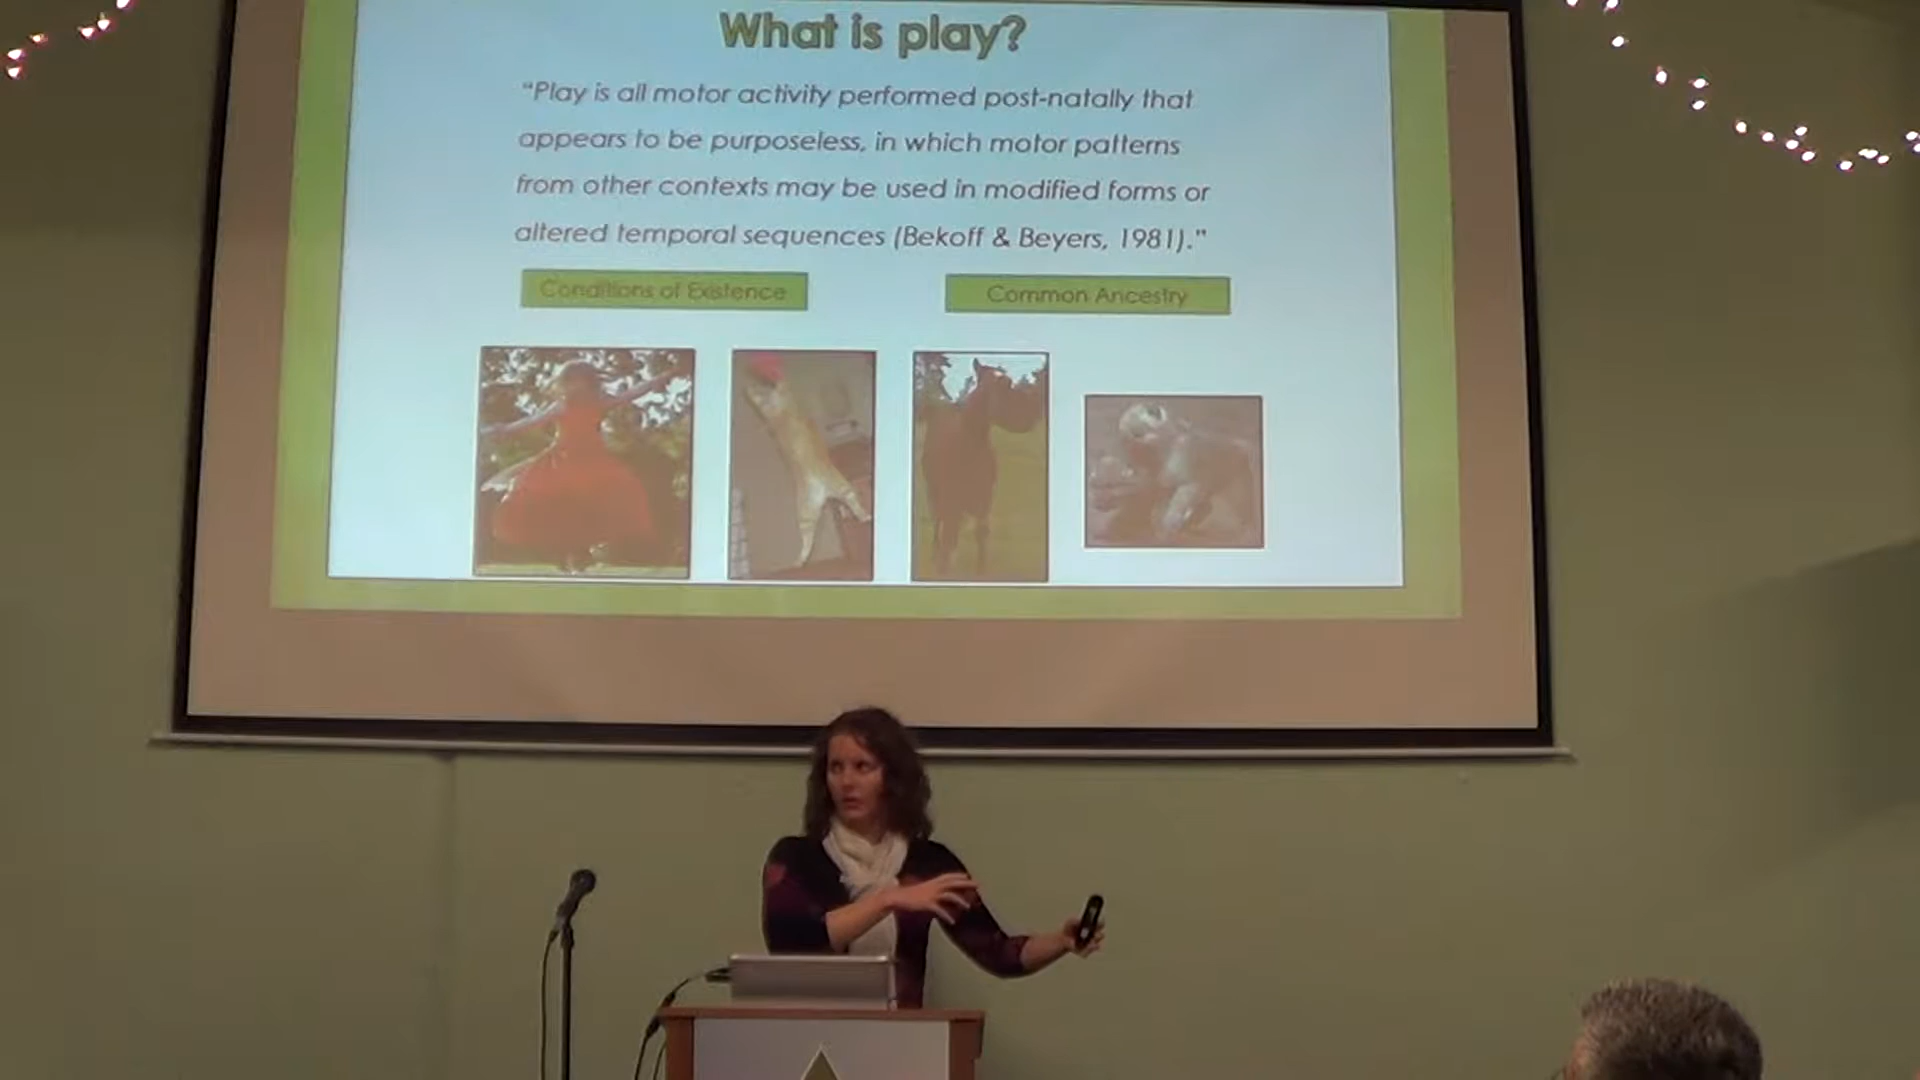 What is play?
"Play is all motor activity performed post-natally that
appears to be purposeless, in which motor patterns
from other contexts may be used in modified forms or
altered temporal sequences (Bekoff & Beyers, 1981)."
Conditions of Existence
Common Ancestry